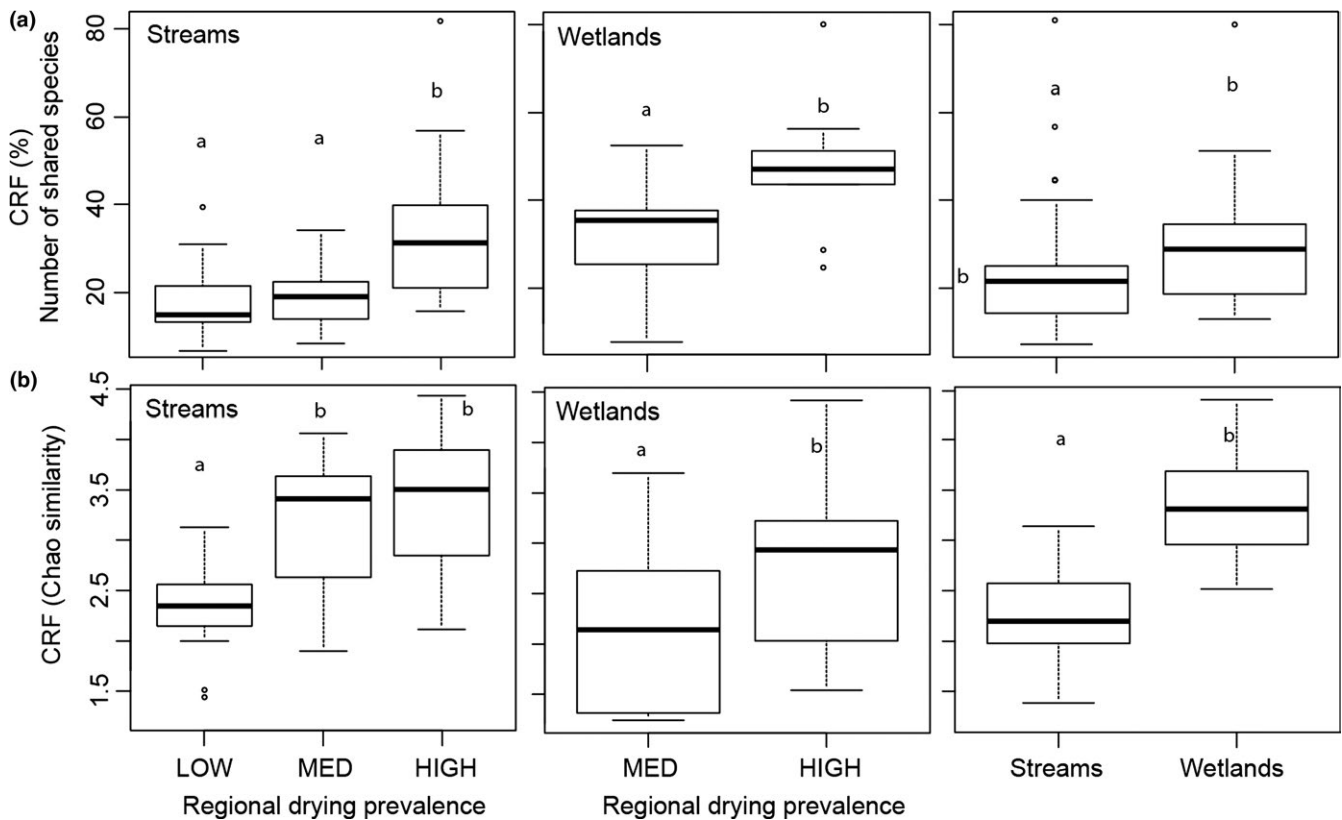 (a)
CRF (%)
Number of shared species
80
60
40
20
Streams
a
a
b
Wetlands
a
b
a
b
b
(b)
CRF (Chao similarity)
4.5
3.5
2.5
1.5
Streams
a
b
b
Wetlands
a
b
a
b
LOW MED HIGH
Regional drying prevalence
MED HIGH
Regional drying prevalence
Streams Wetlands